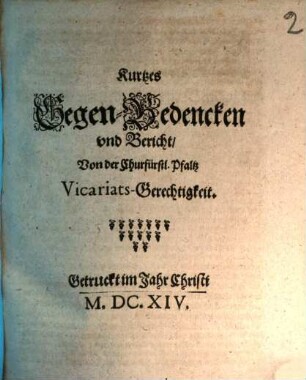 2
Kurtzes
Gegen-Bedencken
vnd Bericht/
Von der Churfürstl. Pfaltz
Vicariats-Gerechtigkeit.
Getruckt im Jahr Christi
M. DC. XIV.